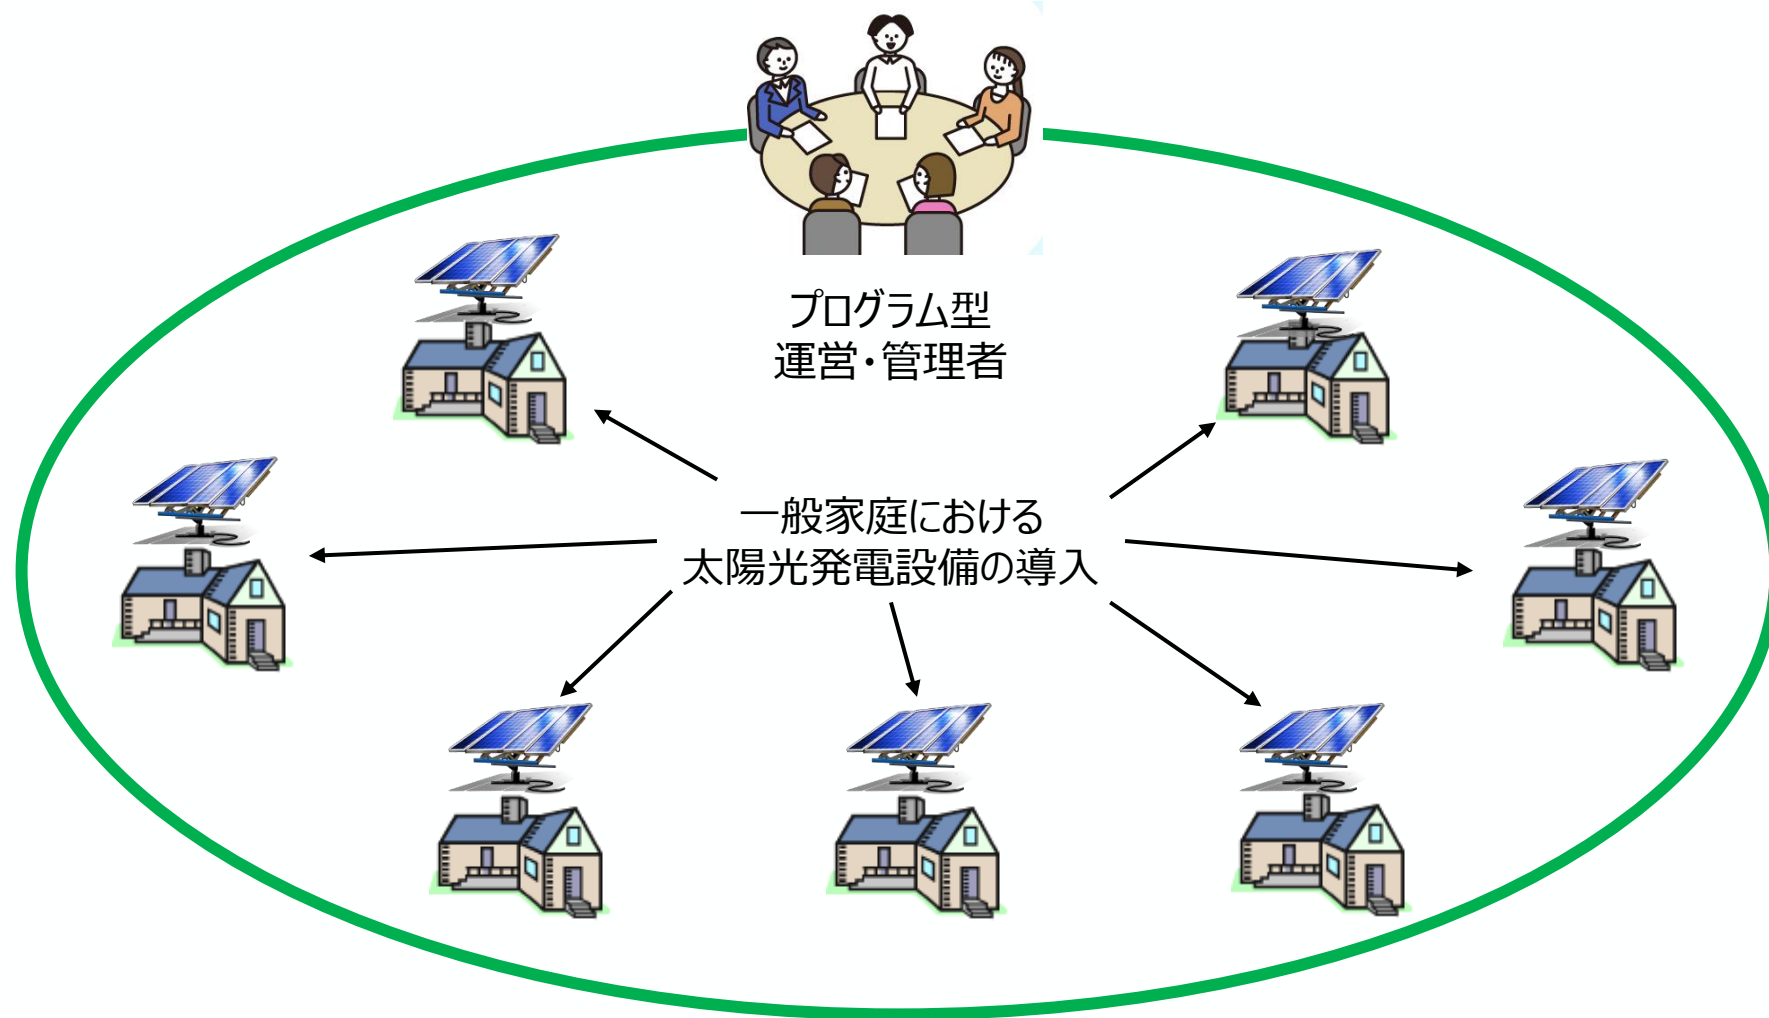 プログラム型
運営・管理者
一般家庭における
太陽光発電設備の導入